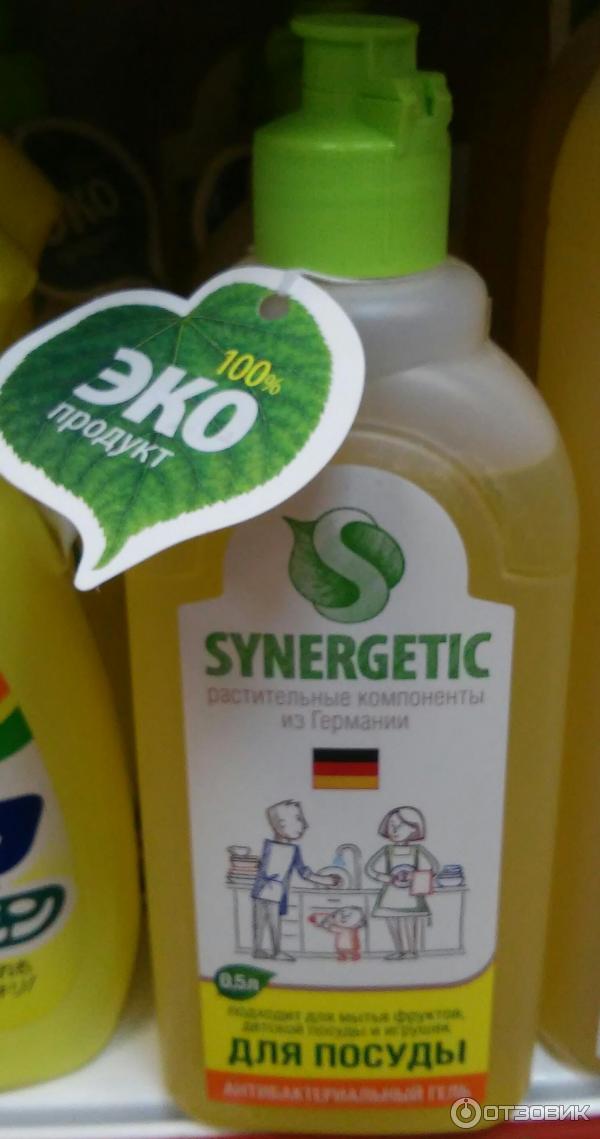 100%
ЭКО
продукт
SYNERGETIC
растительные компоненты
из Германии
0.5л
подходит для мытья фруктов,
детской посуды и игрушек
ДЛЯ ПОСУДЫ
АНТИБАКТЕРИАЛЬНЫЙ ГЕЛЬ
ОТЗОВИК